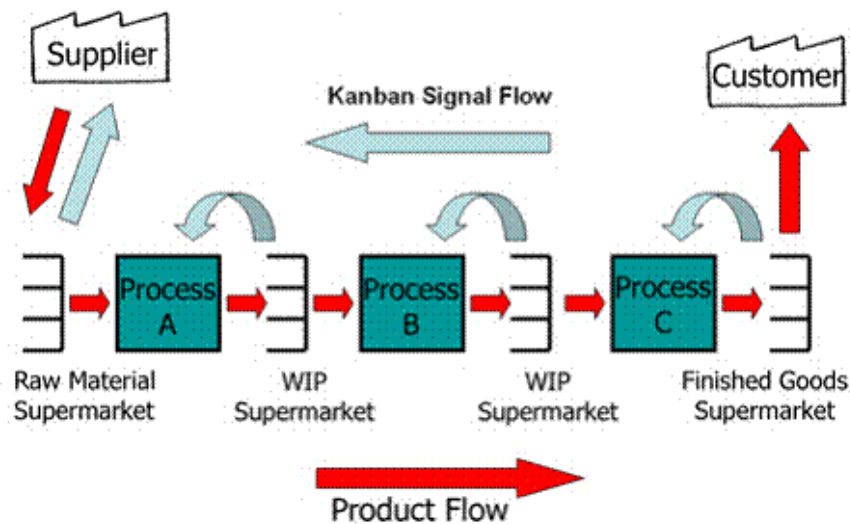 Supplier
Customer
Kanban Signal Flow
Process
A
Process
B
Process
C
Raw Material
Supermarket
WIP
Supermarket
WIP
Supermarket
Finished Goods
Supermarket
Product Flow